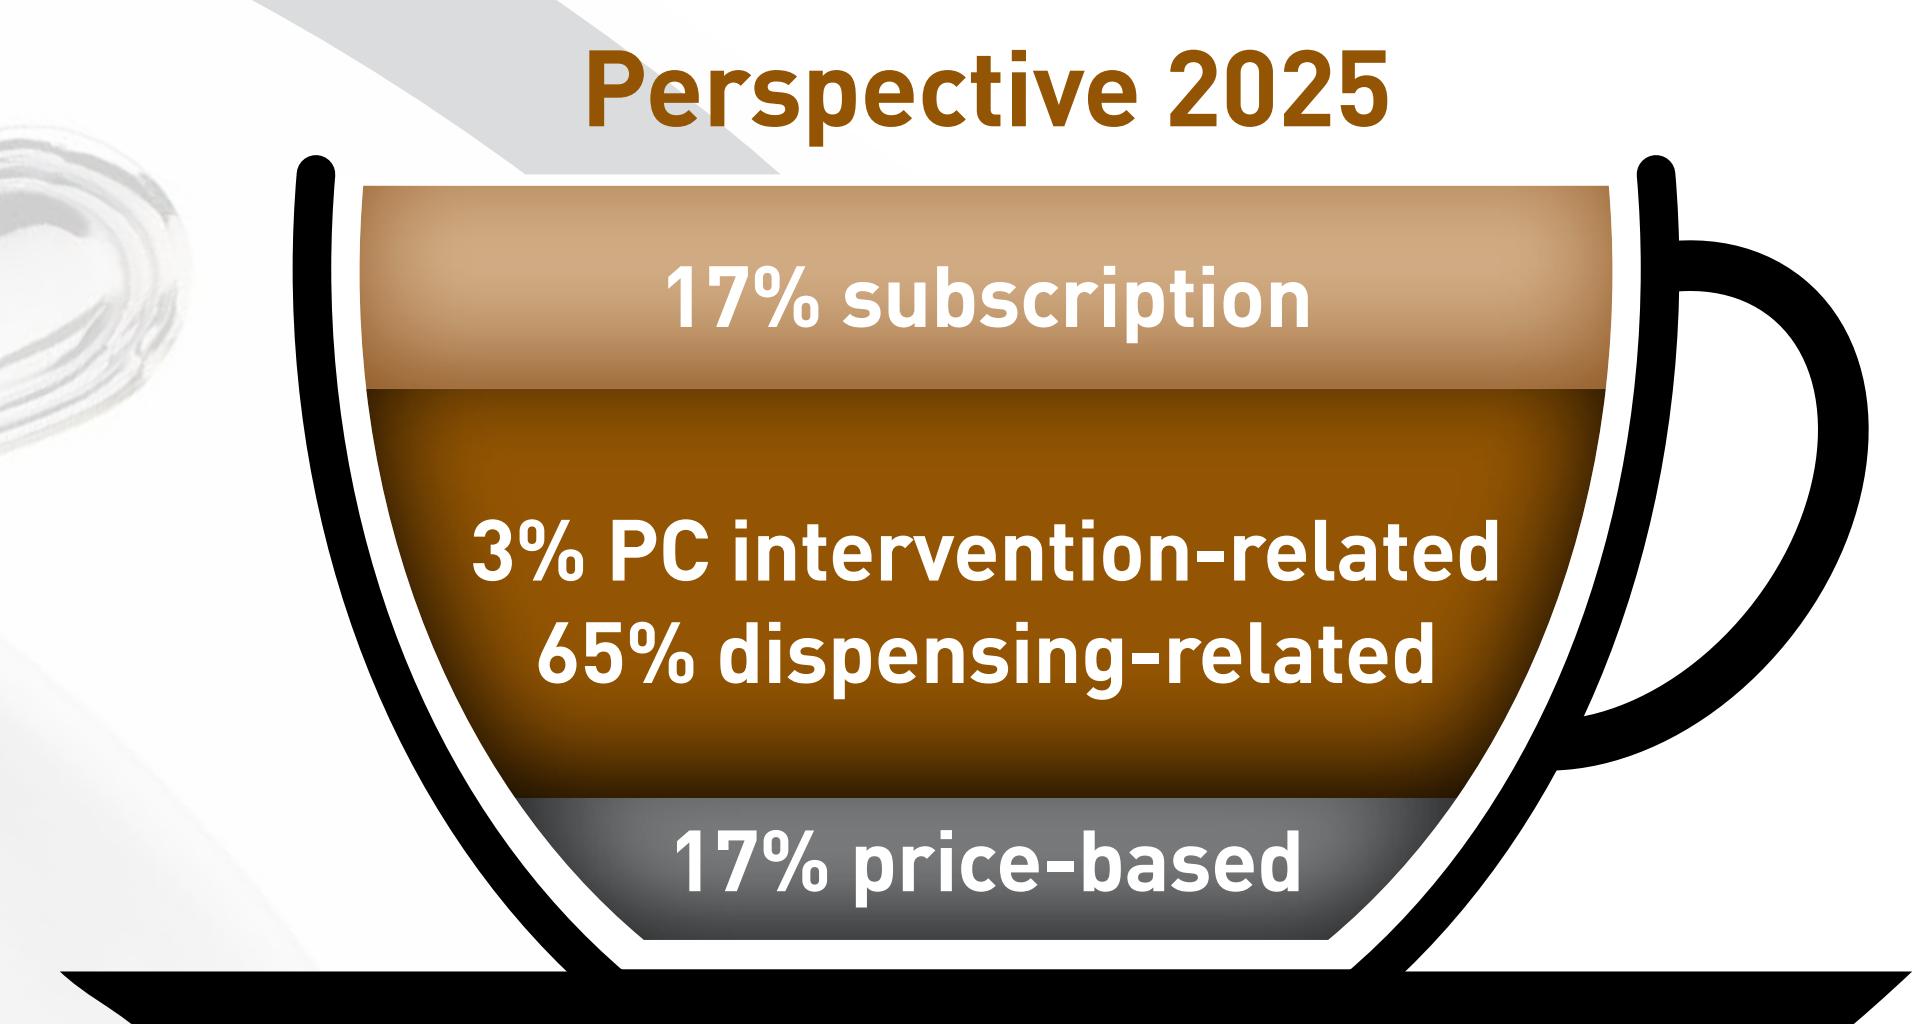 Perspective 2025
17% subscription
3% PC intervention-related
65% dispensing-related
17% price-based